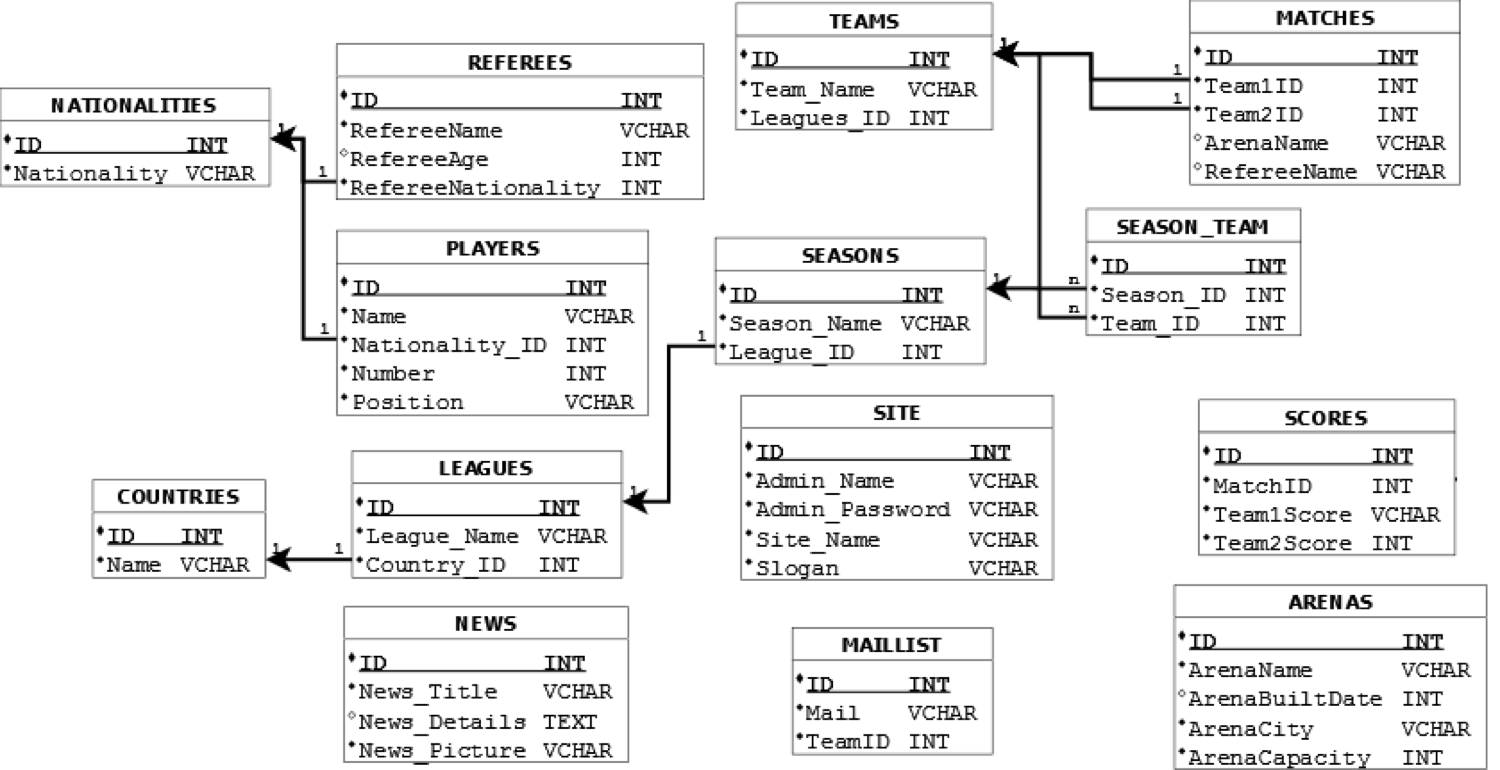 NATIONALITIES
ID INT
Nationality VCHAR
1
REFEREES
ID INT
RefereeName VCHAR
RefereeAge INT
1 RefereeNationality INT
PLAYERS
ID INT
Name VCHAR
1 Nationality_ID INT
Number INT
Position VCHAR
TEAMS
ID INT
Team_Name VCHAR
Leagues_ID INT
1
MATCHES
ID INT
1 Team1ID INT
1 Team2ID INT
ArenaName VCHAR
RefereeName VCHAR
SEASONS
ID INT
Season_Name VCHAR
1 League_ID INT
1
SEASON_TEAM
ID INT
n Season_ID INT
n Team_ID INT
COUNTRIES
ID INT
Name VCHAR
1
LEAGUES
ID INT
League_Name VCHAR
1 Country_ID INT
1
SITE
ID INT
Admin_Name VCHAR
Admin_Password VCHAR
Site_Name VCHAR
Slogan VCHAR
SCORES
ID INT
MatchID INT
Team1Score VCHAR
Team2Score INT
NEWS
ID INT
News_Title VCHAR
News_Details TEXT
News_Picture VCHAR
MAILLIST
ID INT
Mail VCHAR
TeamID INT
ARENAS
ID INT
ArenaName VCHAR
ArenaBuiltDate INT
ArenaCity VCHAR
ArenaCapacity INT